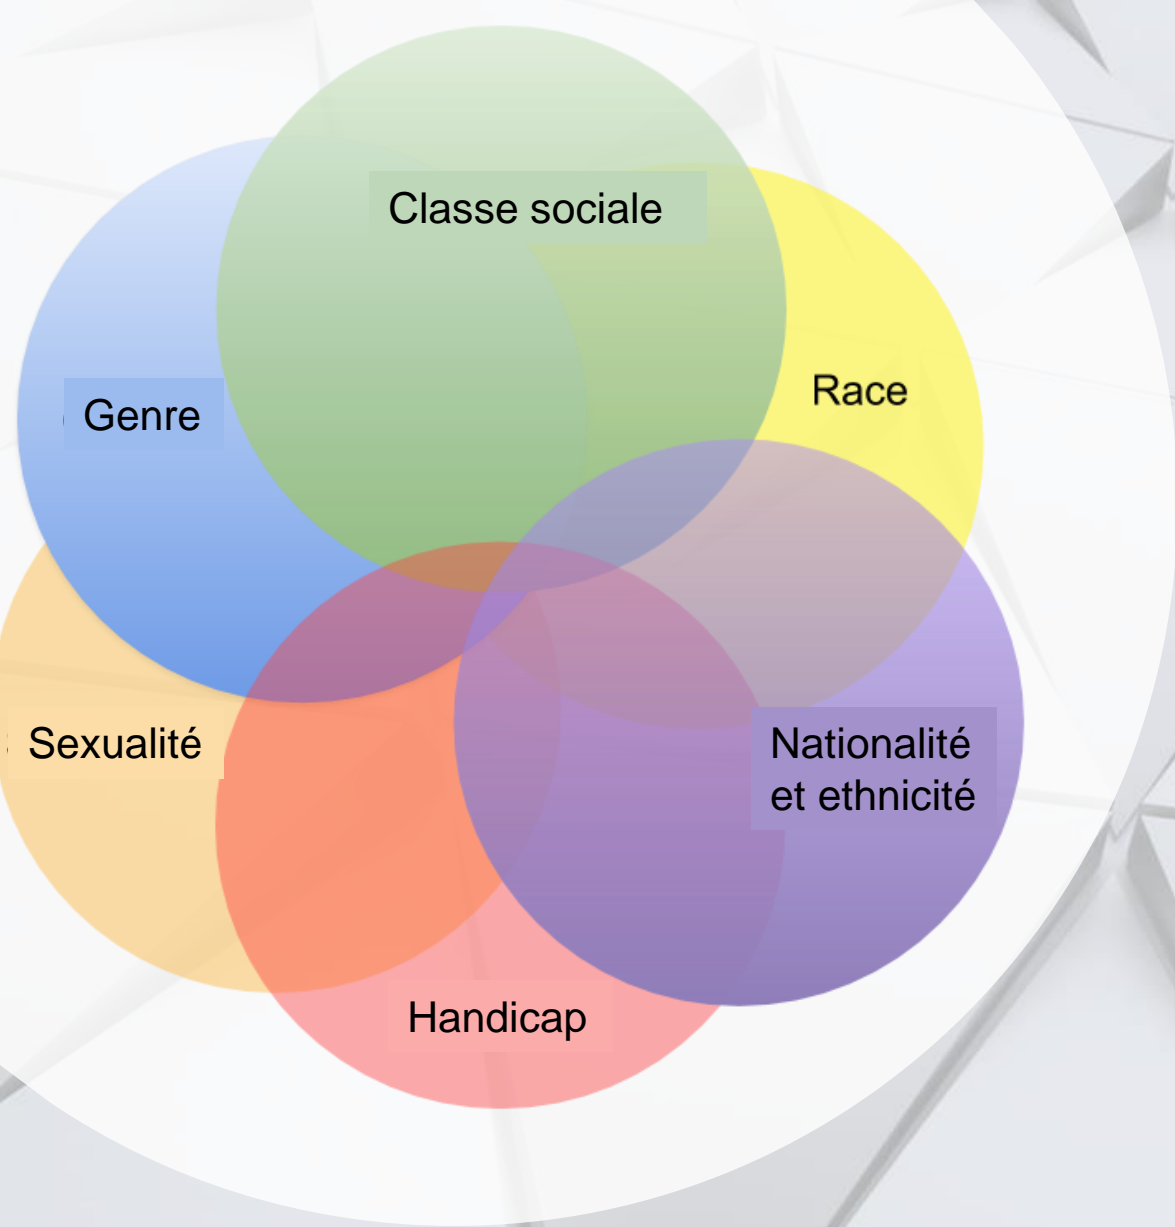 Classe sociale
Race
Genre
Sexualité
Nationalité
et ethnicité
Handicap